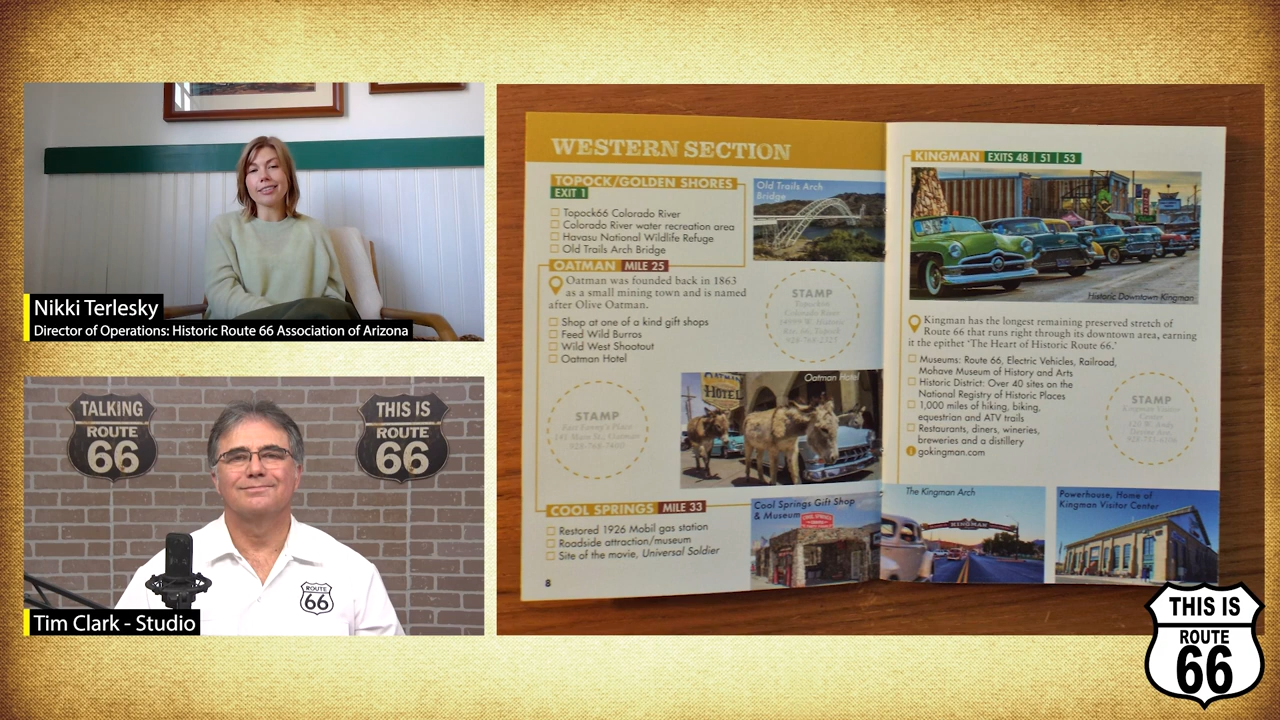 Nikki Terlesky
Director of Operations: Historic Route 66 Association of Arizona
TALKING
ROUTE
66
THIS IS
ROUTE
66
ROUTE
66
Tim Clark - Studio
WESTERN SECTION
TOPOCK/GOLDEN SHORES
EXIT 1
Topock66 Colorado River
Colorado River water recreation area
Havasu National Wildlife Refuge
Old Trails Arch Bridge
Old Trails Arch
Bridge
OATMAN MILE 25
Oatman was founded back in 1863
as a small mining town and is named
after Olive Oatman.
Shop at one of a kind gift shops
Feed Wild Burros
Wild West Shootout
Oatman Hotel
STAMP
Topock66
Colorado River
STAMP
Oatman Hotel
HOTEL
COOL SPRINGS MILE 33
Restored 1926 Mobil gas station
Roadside attraction/museum
Site of the movie, Universal Soldier
Cool Springs Gift Shop
& Museum
8
KINGMAN EXITS 48 | 51 | 53
Historic Downtown Kingman
Kingman has the longest remaining preserved stretch of
Route 66 that runs right through its downtown area, earning
it the epithet 'The Heart of Historic Route 66.'
Museums: Route 66, Electric Vehicles, Railroad,
Mohave Museum of History and Arts
Historic District: Over 40 sites on the
National Registry of Historic Places
1,000 miles of hiking, biking,
equestrian and ATV trails
Restaurants, diners, wineries,
breweries and a distillery
gokingman.com
STAMP
Kingman Visitor
Center
The Kingman Arch
KINGMAN
Powerhouse, Home of
Kingman Visitor Center
THIS IS
ROUTE
66